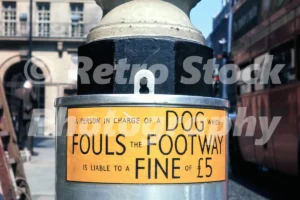 A PERSON IN CHARGE OF A DOG WHICH
FOULS THE FOOTWAY
IS LIABLE TO A FINE OF £5
© Retro Stock
Photography